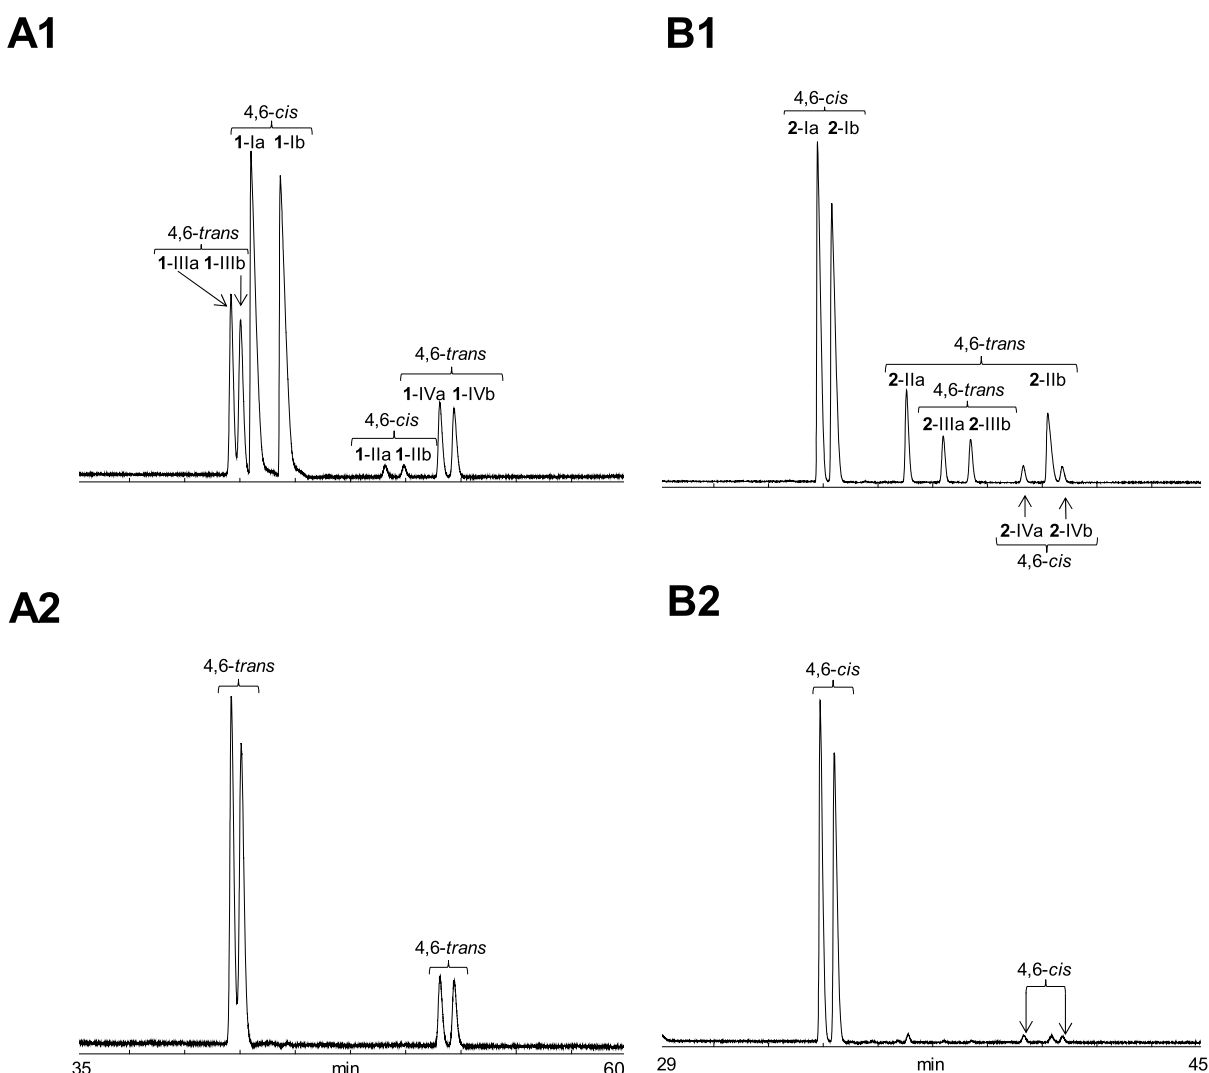 A1
4,6-cis
1-Ia 1-Ib
4,6-trans
1-IIIa 1-IIIb
4,6-trans
1-IVa 1-IVb
4,6-cis
1-IIa 1-IIb
B1
4,6-cis
2-Ia 2-Ib
4,6-trans
2-IIa 2-IIb
4,6-trans
2-IIIa 2-IIIb
2-IVa 2-IVb
4,6-cis
A2
4,6-trans
4,6-trans
35 min 60
B2
4,6-cis
4,6-cis
29 min 45